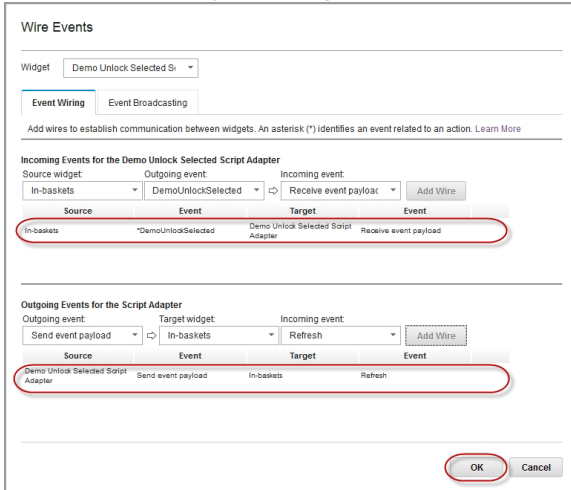 Wire Events
Widget Demo Unlock Selected S
Event Wiring Event Broadcasting
Add wires to establish communication between widgets. An asterisk (*) identifies an event related to an action. Learn More
Incoming Events for the Demo Unlock Selected Script Adapter
Source widget: Outgoing event: Incoming event:
In-baskets DemoUnlockSelected Receive event payloac Add Wire
Source Event Target Event
In-baskets *DemoUnlockSelected Demo Unlock Selected Script Receive event payload
Adapter
Outgoing Events for the Script Adapter
Outgoing event: Target widget: Incoming event:
Send event payload In-baskets Refresh Add Wire
Source Event Target Event
Demo Unlock Selected Script Send event payload In-baskets Refresh
Adapter
OK Cancel